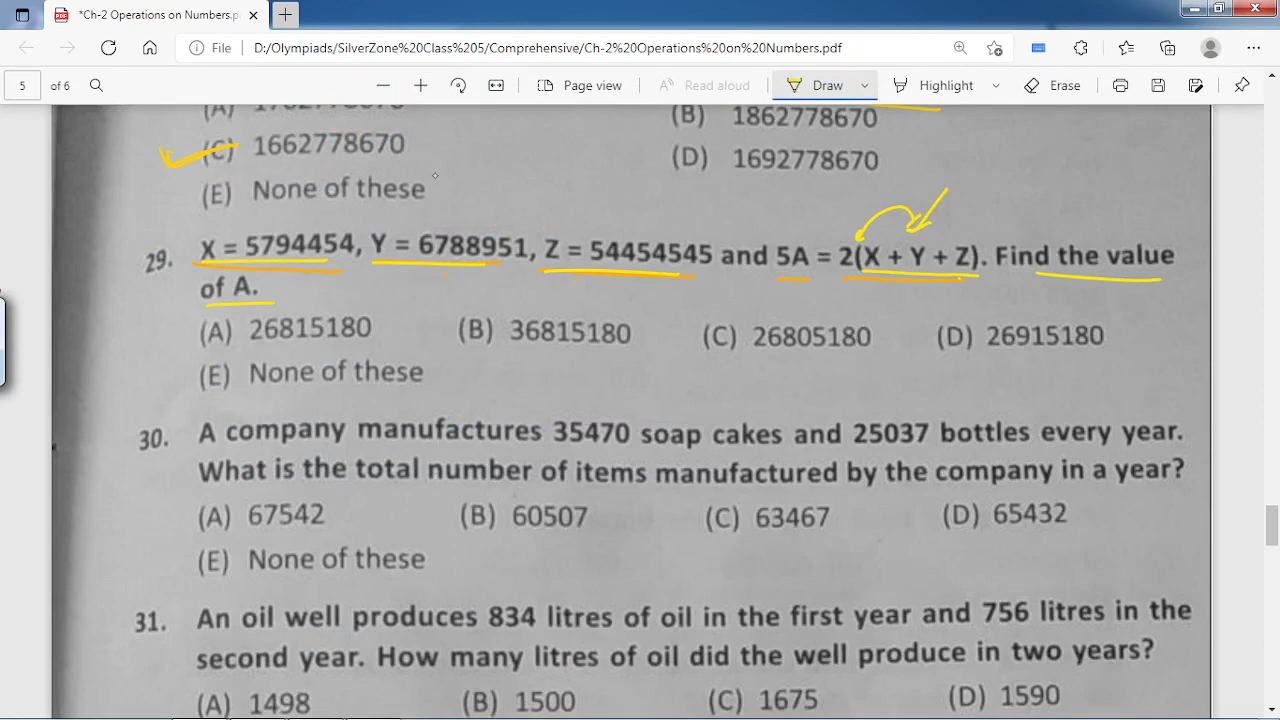 *Ch-2 Operations on Numbers.pdf
File D:/Olympiads/SilverZone%20Class%205/Comprehensive/Ch-2%20Operations%20on%20Numbers.pdf
5 of 6 Page view Read aloud Draw Highlight Erase
(B) 1862778670
(C) 1662778670 (D) 1692778670
(E) None of these
29. X = 5794454, Y = 6788951, Z = 54454545 and 5A = 2(X + Y + Z). Find the value
of A.
(A) 26815180 (B) 36815180 (C) 26805180 (D) 26915180
(E) None of these
30. A company manufactures 35470 soap cakes and 25037 bottles every year.
What is the total number of items manufactured by the company in a year?
(A) 67542 (B) 60507 (C) 63467 (D) 65432
(E) None of these
31. An oil well produces 834 litres of oil in the first year and 756 litres in the
second year. How many litres of oil did the well produce in two years?
(A) 1498 (B) 1500 (C) 1675 (D) 1590